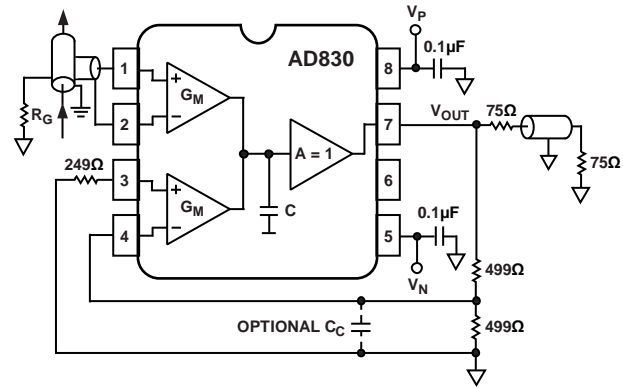 V_P
0.1µF
AD830
1
8
+
G_M
−
R_G
2
7
V_OUT
75Ω
A = 1
249Ω
3
6
75Ω
+
G_M
−
C
0.1µF
4
5
V_N
499Ω
OPTIONAL C_C
499Ω